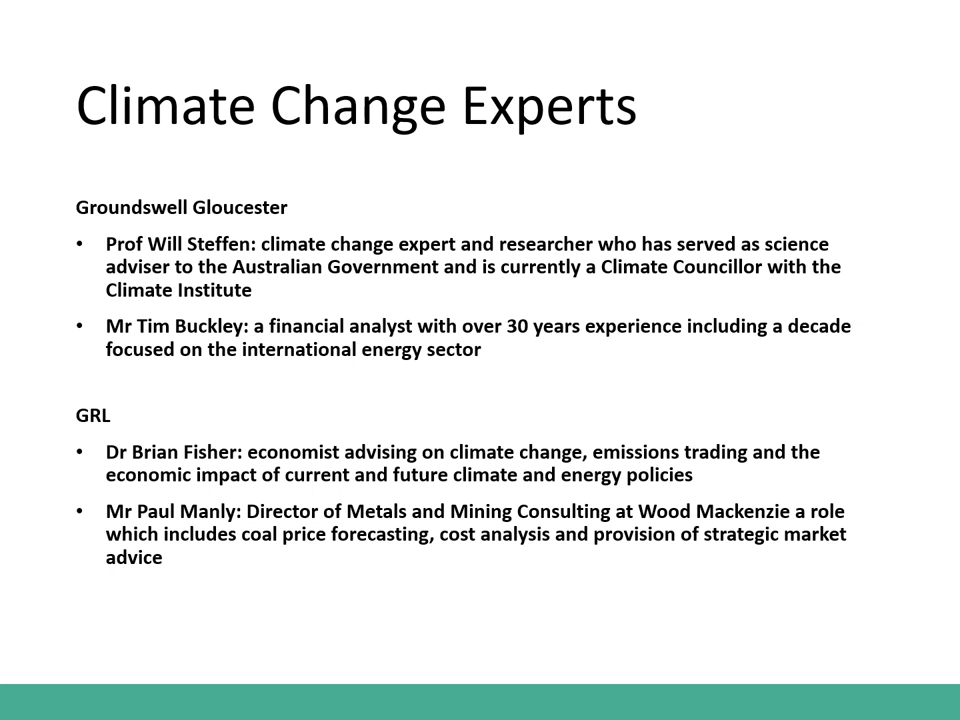 Climate Change Experts
Groundswell Gloucester
• Prof Will Steffen: climate change expert and researcher who has served as science
adviser to the Australian Government and is currently a Climate Councillor with the
Climate Institute
• Mr Tim Buckley: a financial analyst with over 30 years experience including a decade
focused on the international energy sector
GRL
• Dr Brian Fisher: economist advising on climate change, emissions trading and the
economic impact of current and future climate and energy policies
• Mr Paul Manly: Director of Metals and Mining Consulting at Wood Mackenzie a role
which includes coal price forecasting, cost analysis and provision of strategic market
advice